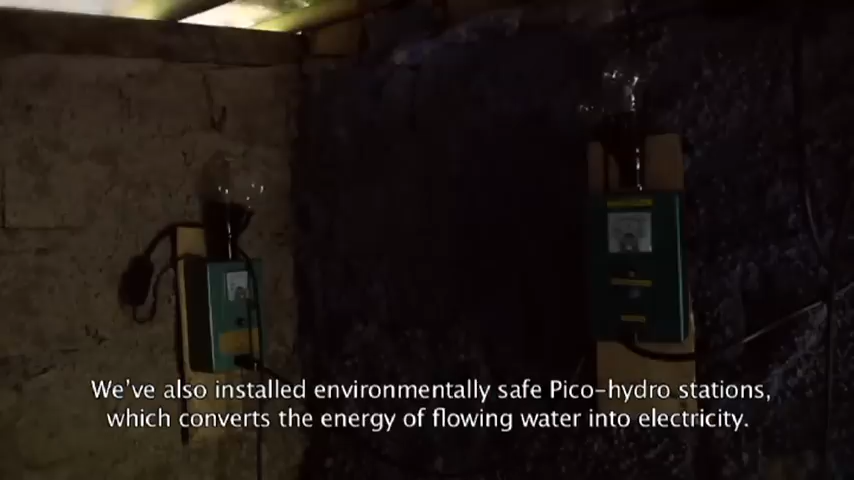 We've also installed environmentally safe Pico-hydro stations,
which converts the energy of flowing water into electricity.